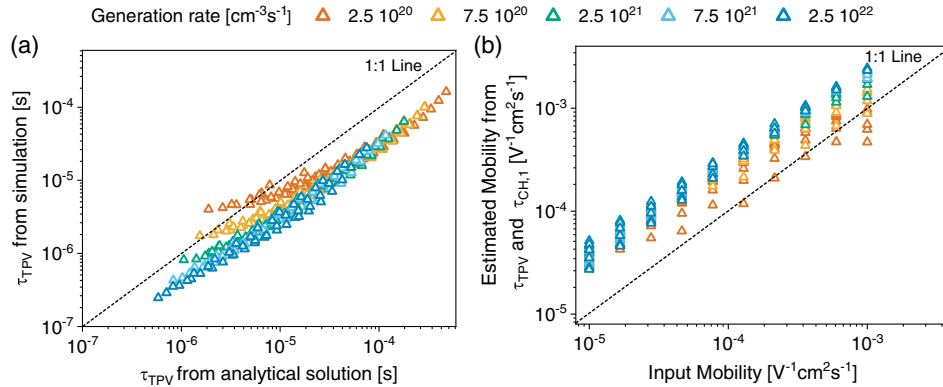 Generation rate [cm⁻³s⁻¹] 2.5 10²⁰ 7.5 10²⁰ 2.5 10²¹ 7.5 10²¹ 2.5 10²²
(a)
1:1 Line
10⁻⁴
10⁻⁵
10⁻⁶
10⁻⁷
τTPV from simulation [s]
10⁻⁷ 10⁻⁶ 10⁻⁵ 10⁻⁴
τTPV from analytical solution [s]
(b)
1:1 Line
10⁻³
10⁻⁴
10⁻⁵
Estimated Mobility from
τTPV and τCH,1 [V⁻¹cm²s⁻¹]
10⁻⁵ 10⁻⁴ 10⁻³
Input Mobility [V⁻¹cm²s⁻¹]